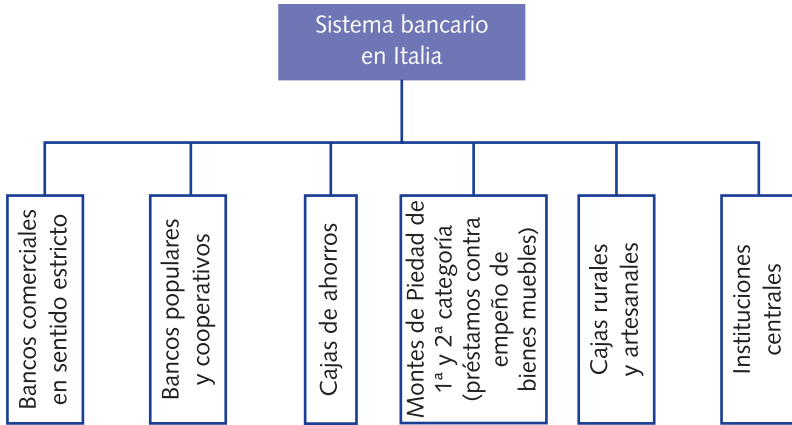 Sistema bancario
en Italia
Bancos comerciales
en sentido estricto
Bancos populares
y cooperativos
Cajas de ahorros
Montes de Piedad de
1ª y 2ª categoría
(préstamos contra
empeño de
bienes muebles)
Cajas rurales
y artesanales
Instituciones
centrales